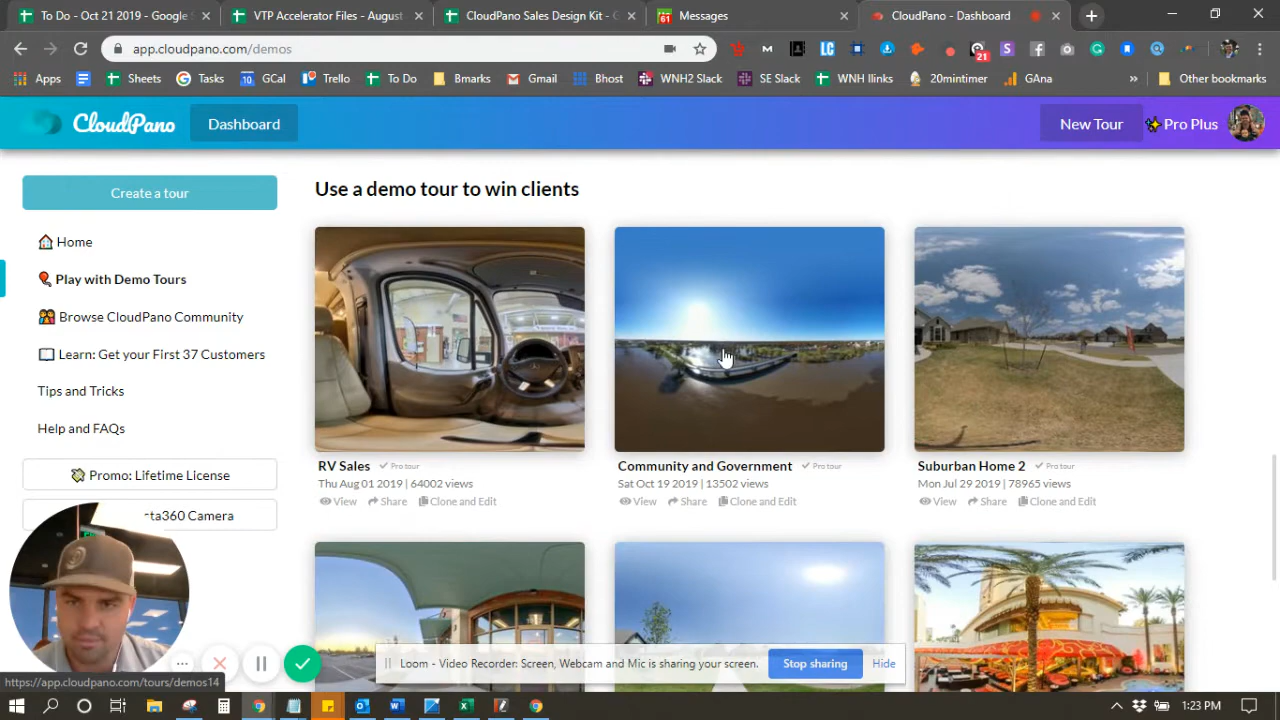 To Do - Oct 21 2019 - Google
VTP Accelerator Files - August
CloudPano Sales Design Kit - G
61
Messages
CloudPano - Dashboard
app.cloudpano.com/demos
21
Apps
Sheets
Tasks
GCal
Trello
To Do
Bmarks
Gmail
Bhost
WNH2 Slack
SE Slack
WNH llinks
20mintimer
GAna
Other bookmarks
CloudPano
Dashboard
New Tour
Pro Plus
Create a tour
Home
Play with Demo Tours
Browse CloudPano Community
Learn: Get your First 37 Customers
Tips and Tricks
Help and FAQs
Promo: Lifetime License
sta360 Camera
Use a demo tour to win clients
RV Sales Pro tour
Thu Aug 01 2019 | 64002 views
View Share Clone and Edit
Community and Government Pro tour
Sat Oct 19 2019 | 13502 views
View Share Clone and Edit
Suburban Home 2 Pro tour
Mon Jul 29 2019 | 78965 views
View Share Clone and Edit
Loom - Video Recorder: Screen, Webcam and Mic is sharing your screen.
Stop sharing
Hide
https://app.cloudpano.com/tours/demos14
1:23 PM